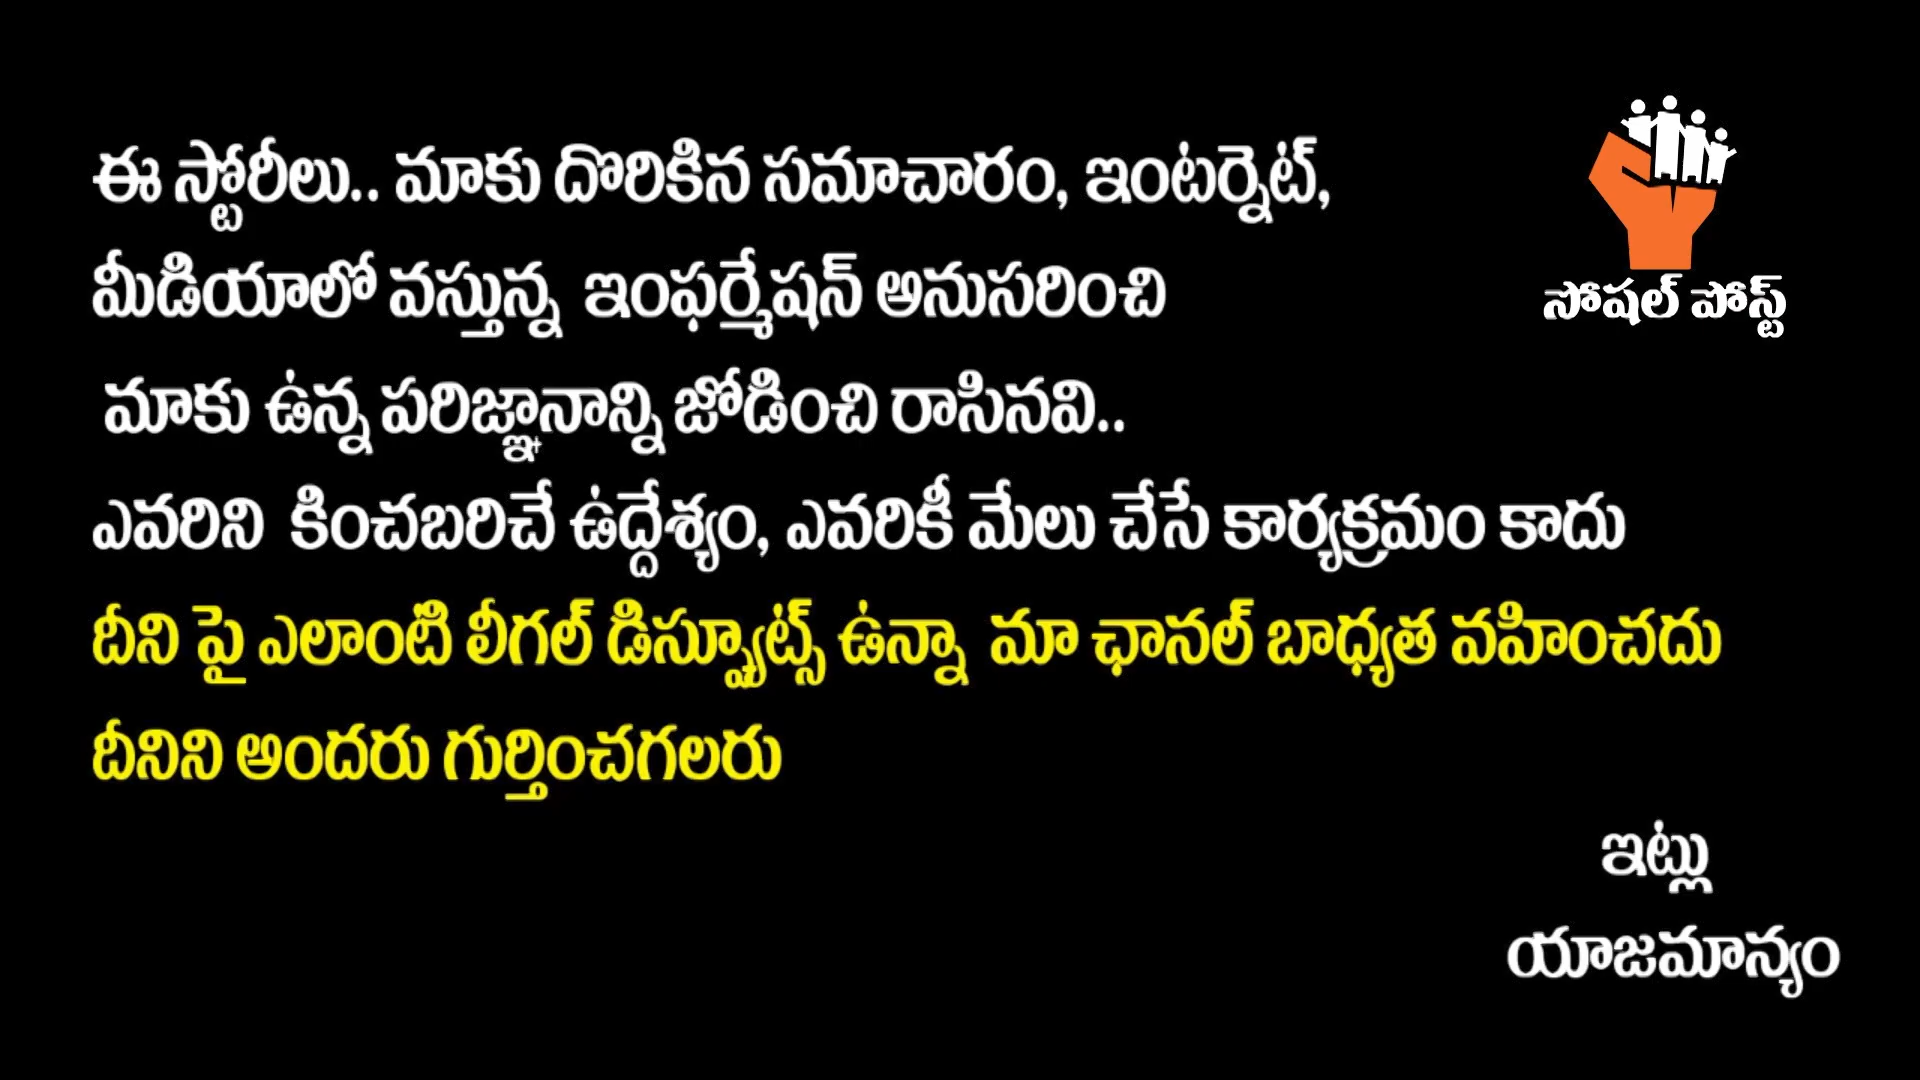 ఈ స్టోరీలు.. మాకు దొరికిన సమాచారం, ఇంటర్నెట్,
మీడియాలో వస్తున్న ఇంఫర్మేషన్ అనుసరించి
మాకు ఉన్న పరిజ్ఞానాన్ని జోడించి రాసినవి..
ఎవరిని కించబరిచే ఉద్దేశ్యం, ఎవరికీ మేలు చేసే కార్యక్రమం కాదు
దీని పై ఎలాంటి లీగల్ డిస్ప్యూట్స్ ఉన్నా మా ఛానల్ బాధ్యత వహించదు
దీనిని అందరు గుర్తించగలరు
ఇట్లు
యాజమాన్యం
సోషల్ పోస్ట్